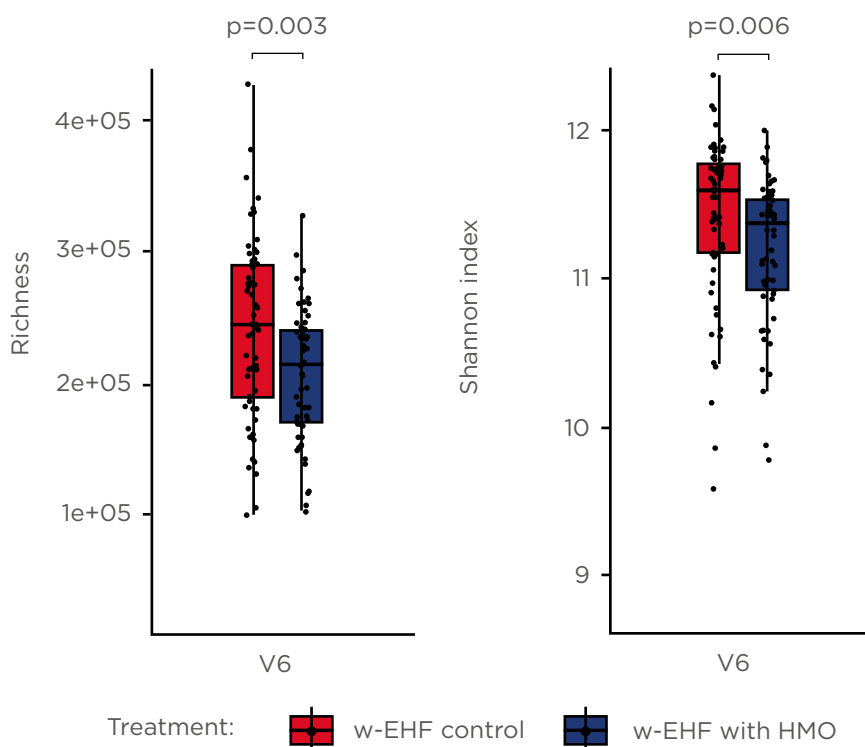 p=0.003
p=0.006
Richness
4e+05
3e+05
2e+05
1e+05
V6
Shannon index
12
11
10
9
V6
Treatment: w-EHF control w-EHF with HMO